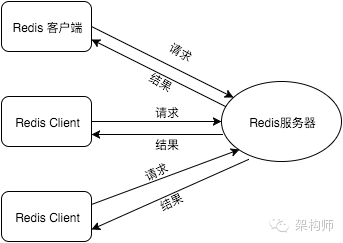 Redis 客户端
请求
结果
Redis Client
请求
结果
Redis服务器
Redis Client
请求
结果
架构师